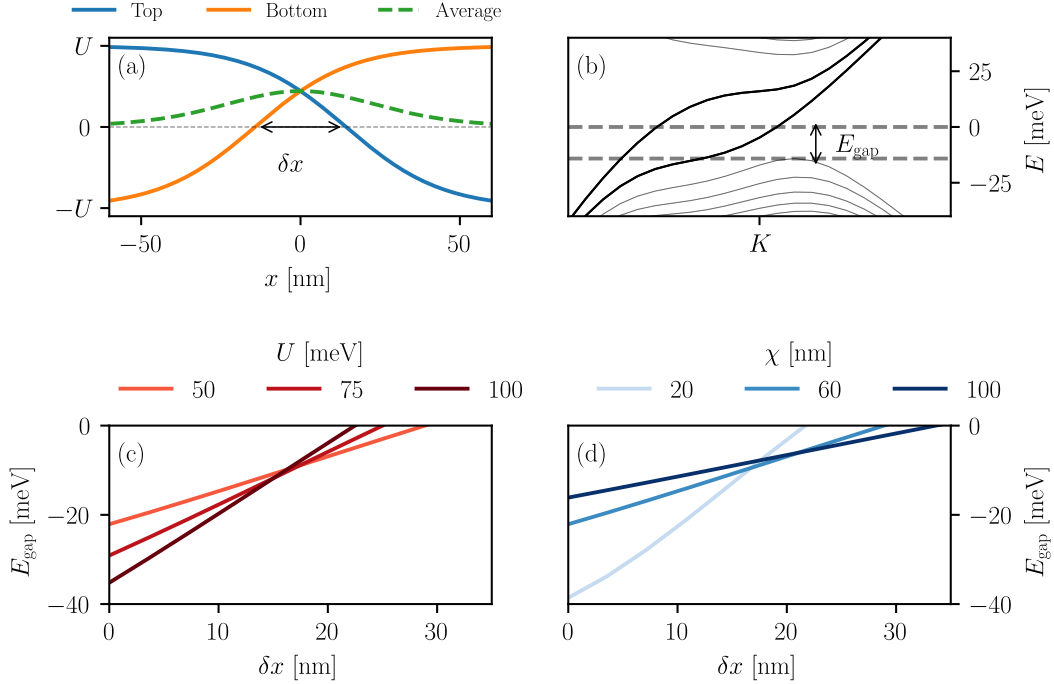 Top Bottom Average
(a)
U
0
−U
δx
−50 0 50
x [nm]
(b)
E_gap
25
0
−25
E [meV]
K
U [meV]
50 75 100
(c)
0
−20
−40
E_gap [meV]
0 10 20 30
δx [nm]
χ [nm]
20 60 100
(d)
0
−20
−40
E_gap [meV]
0 10 20 30
δx [nm]